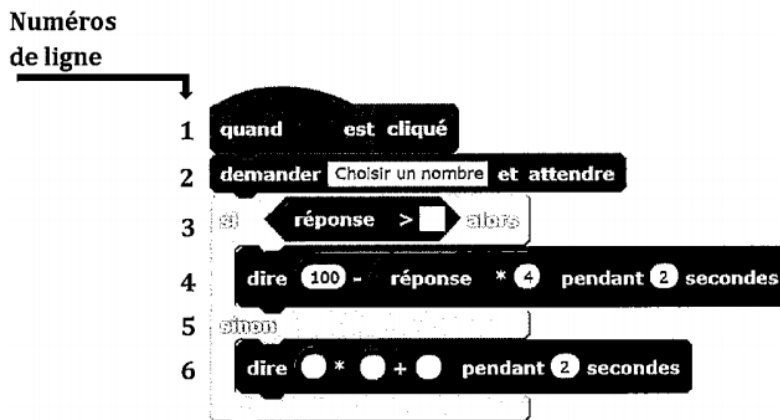 Numéros
de ligne
1 quand est cliqué
2 demander Choisir un nombre et attendre
3 si réponse > alors
4 dire 100 - réponse * 4 pendant 2 secondes
5 sinon
6 dire * + pendant 2 secondes